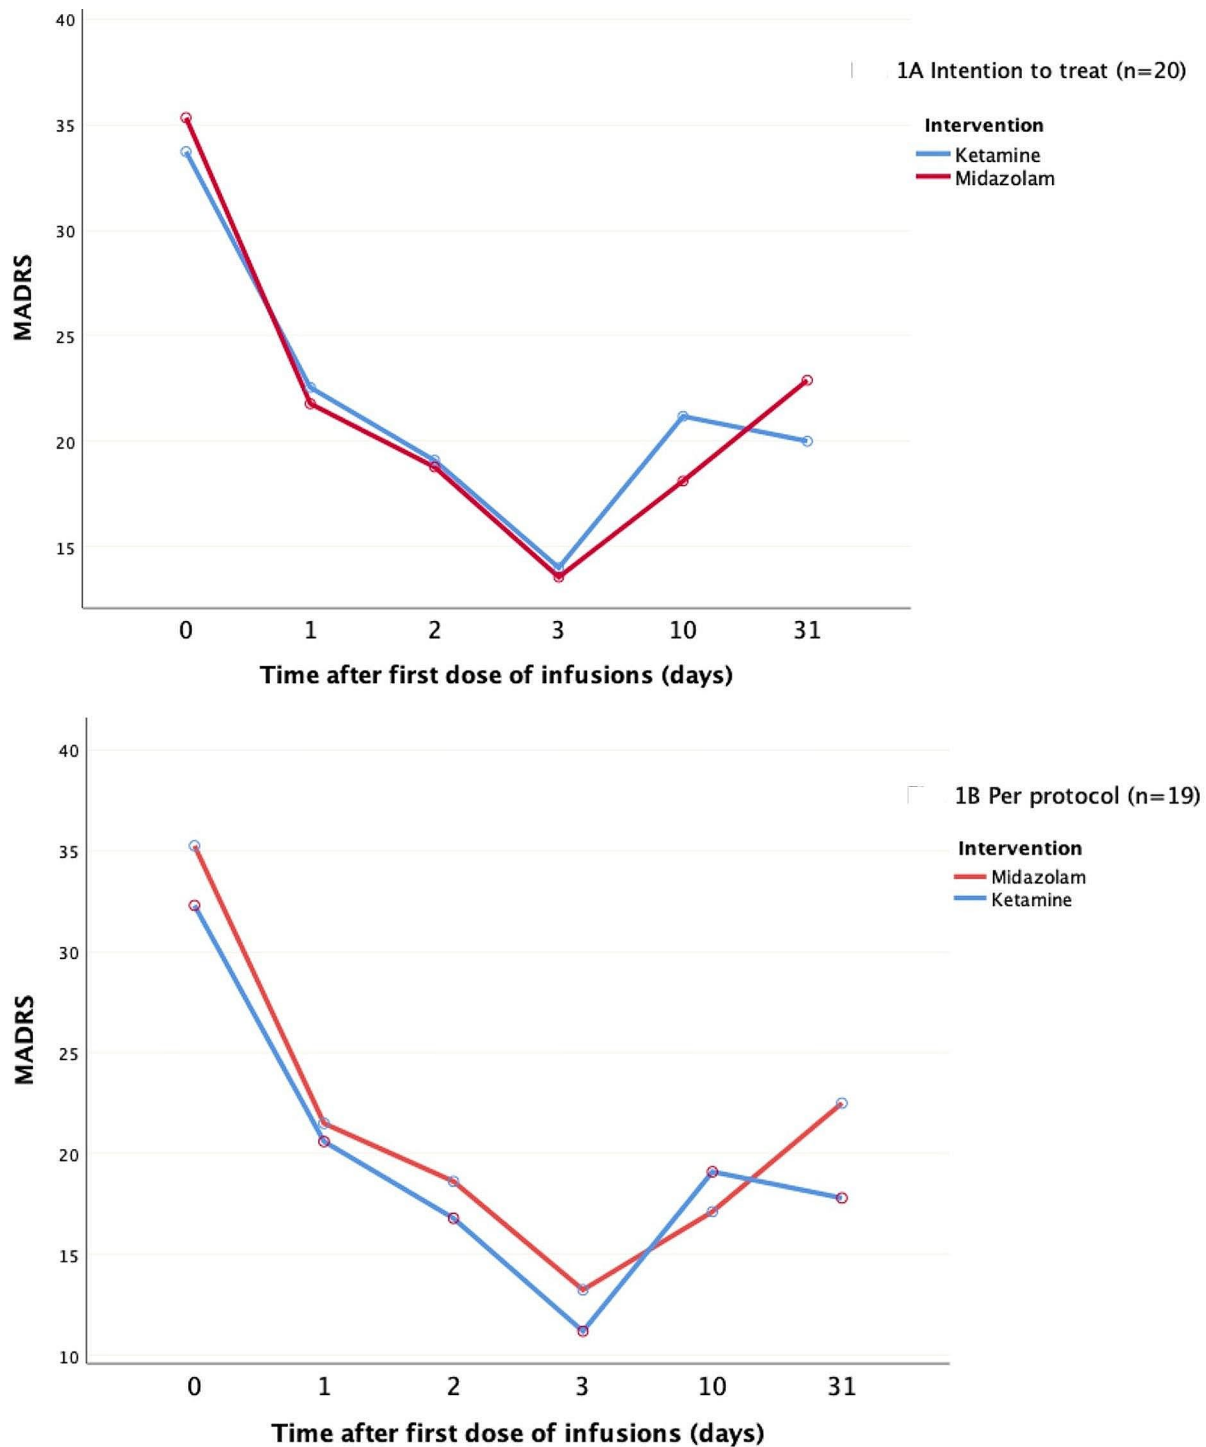 40
1A Intention to treat (n=20)
35
Intervention
Ketamine
Midazolam
30
MADRS
25
20
15
0 1 2 3 10 31
Time after first dose of infusions (days)
40
1B Per protocol (n=19)
35
Intervention
Midazolam
Ketamine
30
MADRS
25
20
15
10
0 1 2 3 10 31
Time after first dose of infusions (days)